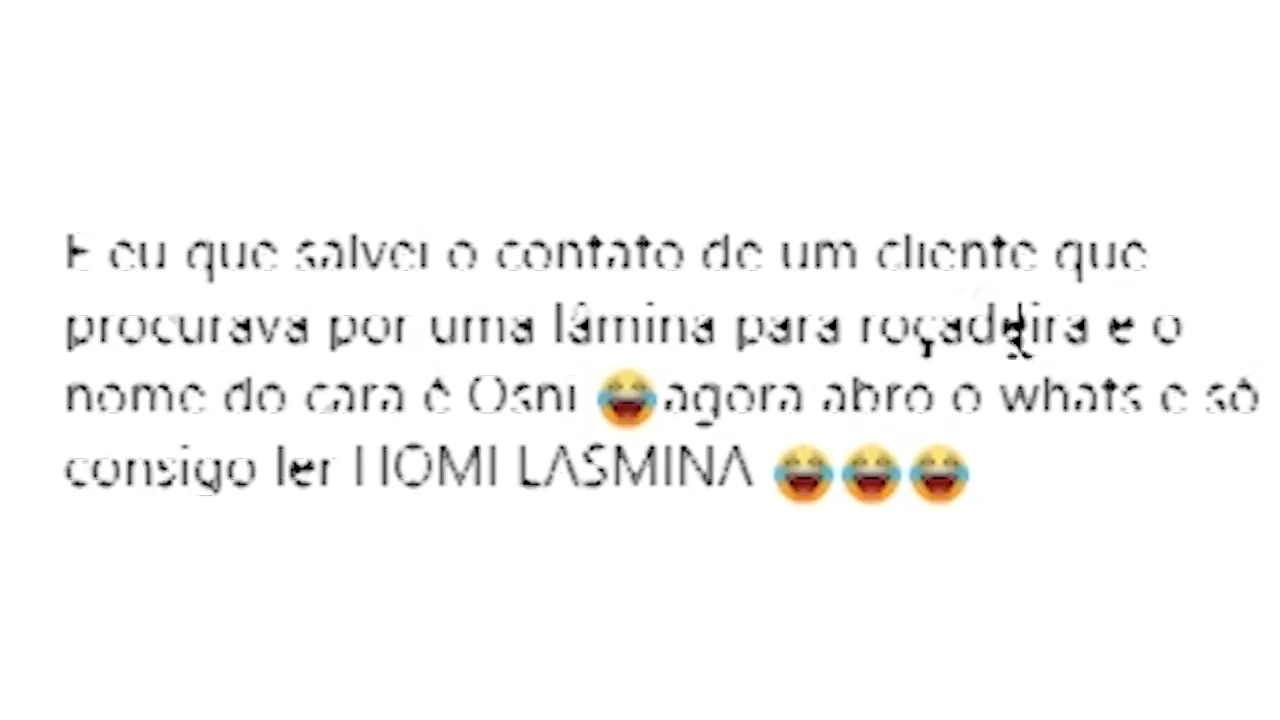 E eu que salvei o contato de um cliente que
procurava por uma lâmina para roçadeira e o
nome do cara é Osni 😂agora abro o whats e só
consigo ler HOMI LASMINA 😂😂😂